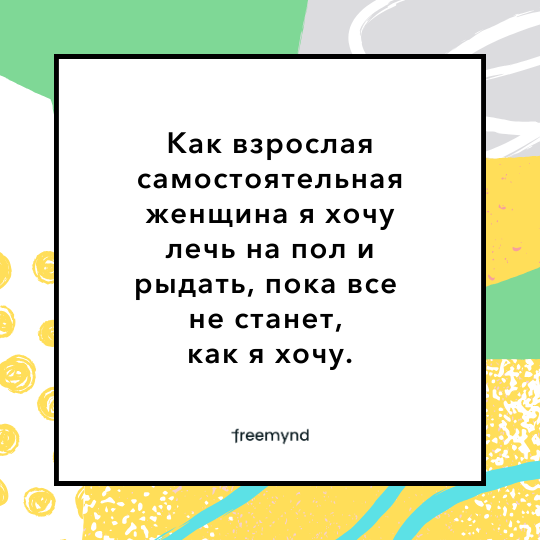 Как взрослая
самостоятельная
женщина я хочу
лечь на пол и
рыдать, пока все
не станет,
как я хочу.
freemynd